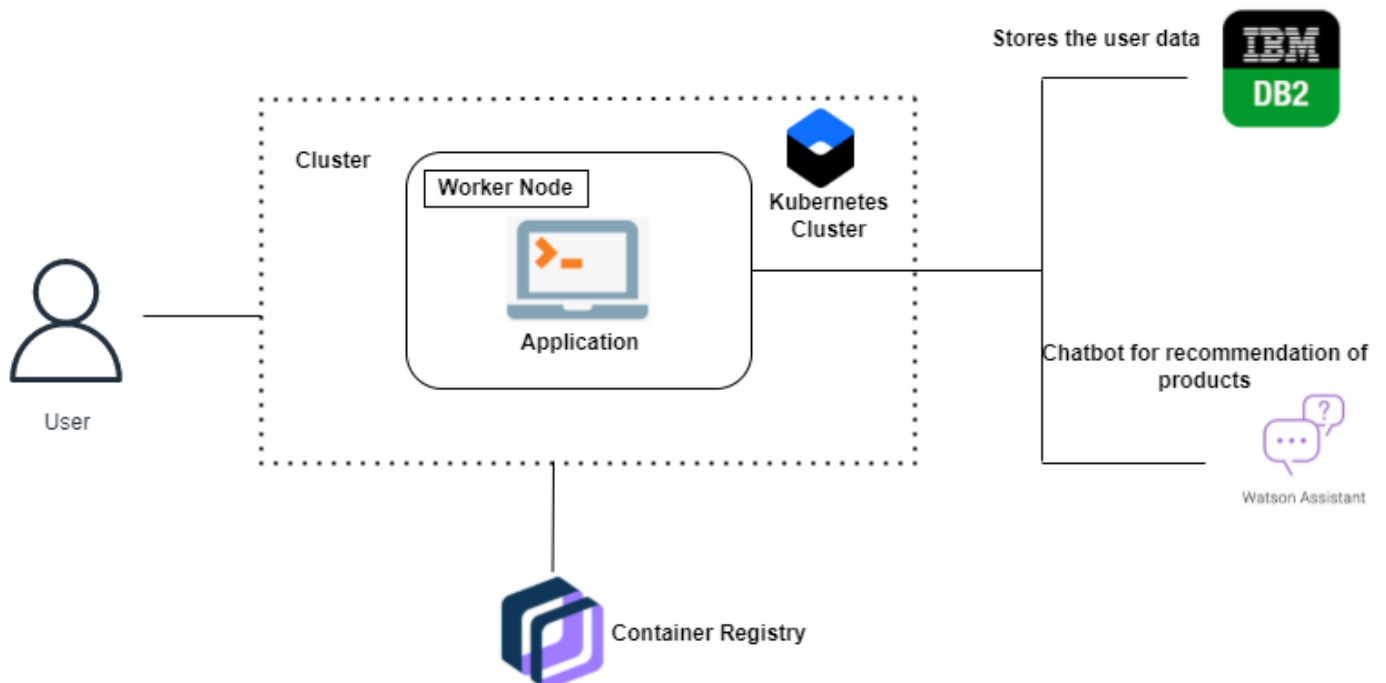 Stores the user data
IBM
DB2
Cluster
Worker Node
Kubernetes
Cluster
Application
User
Chatbot for recommendation of
products
?
Watson Assistant
Container Registry